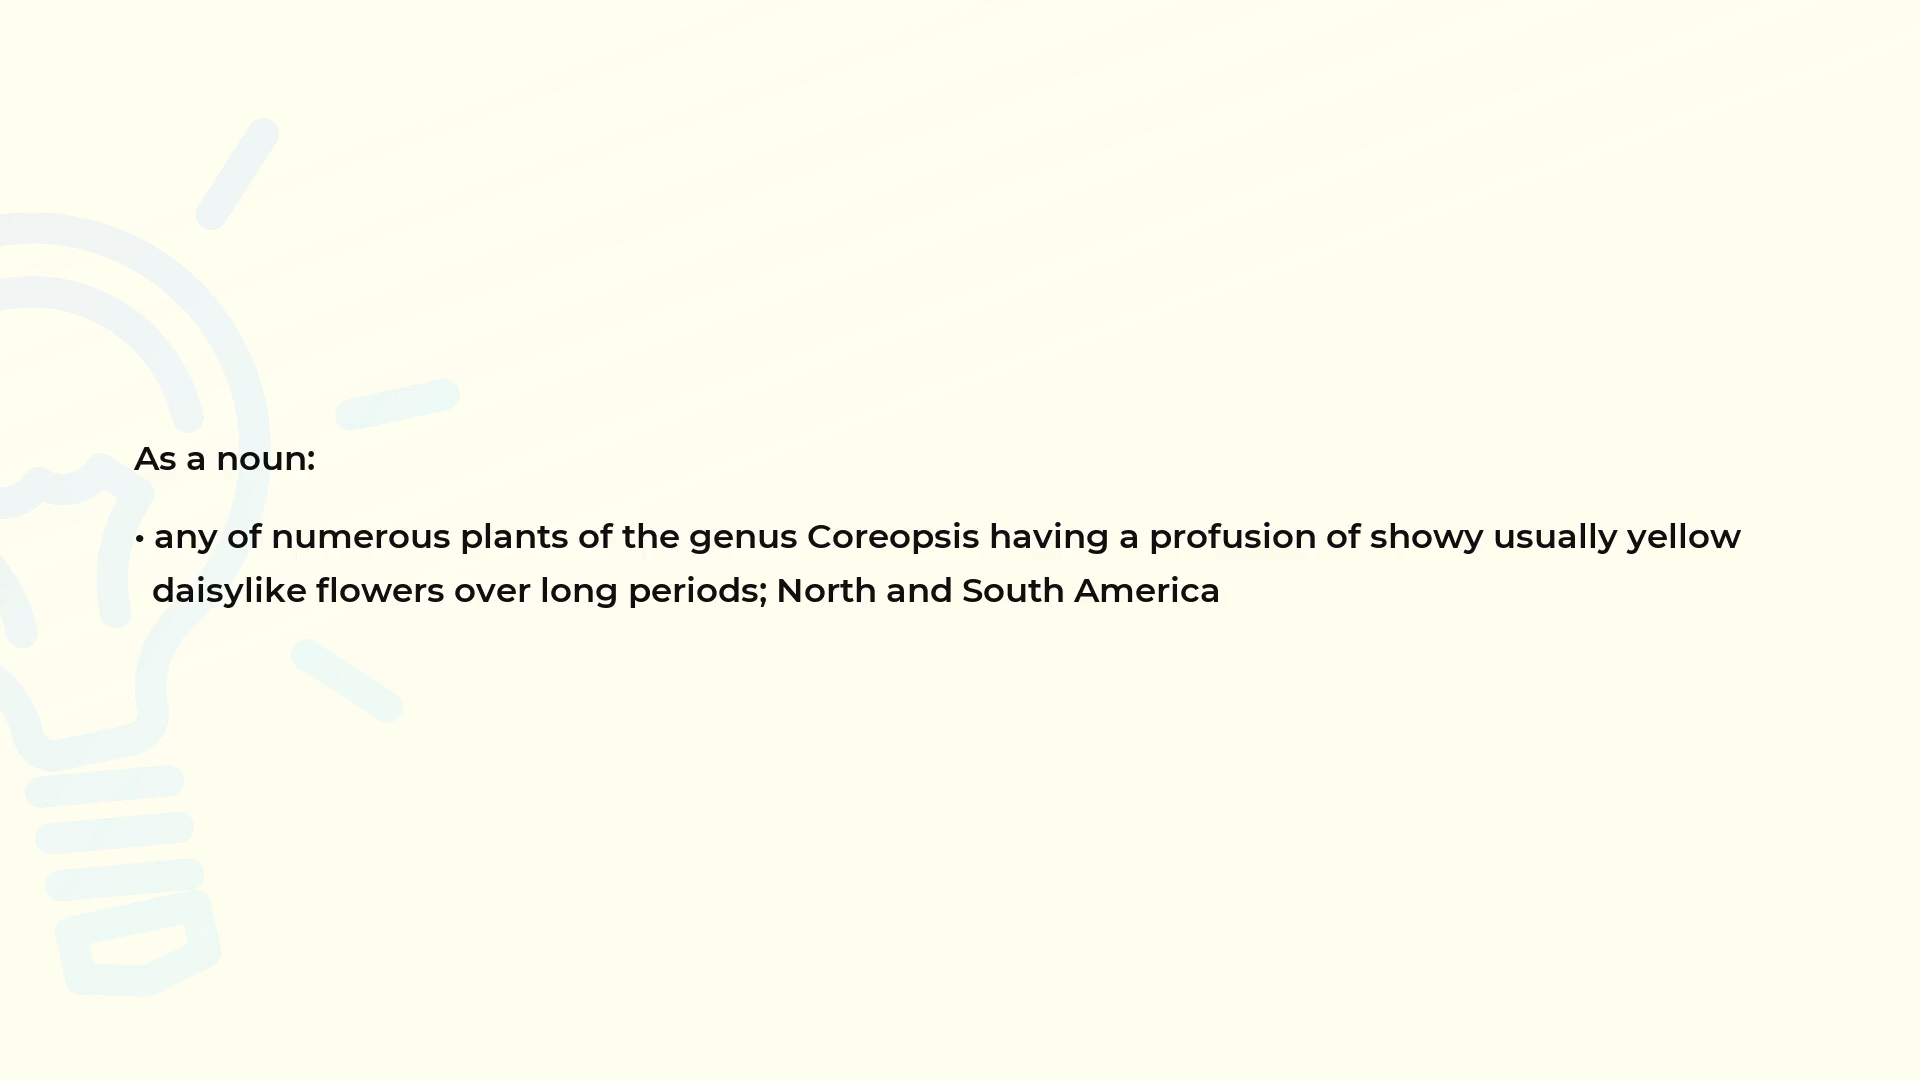 As a noun:
• any of numerous plants of the genus Coreopsis having a profusion of showy usually yellow
daisylike flowers over long periods; North and South America